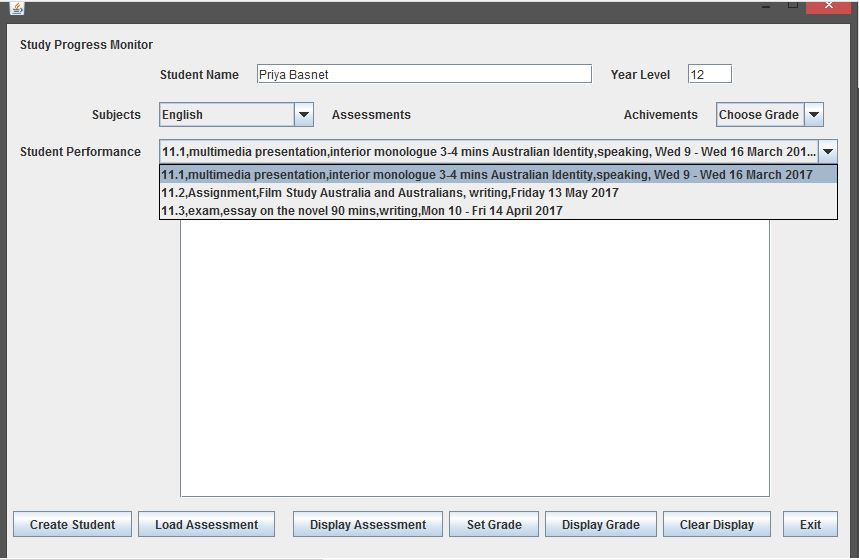 Study Progress Monitor
Student Name Priya Basnet Year Level 12
Subjects English Assessments Achivements Choose Grade
Student Performance 11.1,multimedia presentation,interior monologue 3-4 mins Australian Identity,speaking, Wed 9 - Wed 16 March 201...
11.1,multimedia presentation,interior monologue 3-4 mins Australian Identity,speaking, Wed 9 - Wed 16 March 2017
11.2,Assignment,Film Study Australia and Australians, writing,Friday 13 May 2017
11.3,exam,essay on the novel 90 mins,writing,Mon 10 - Fri 14 April 2017
Create Student Load Assessment Display Assessment Set Grade Display Grade Clear Display Exit